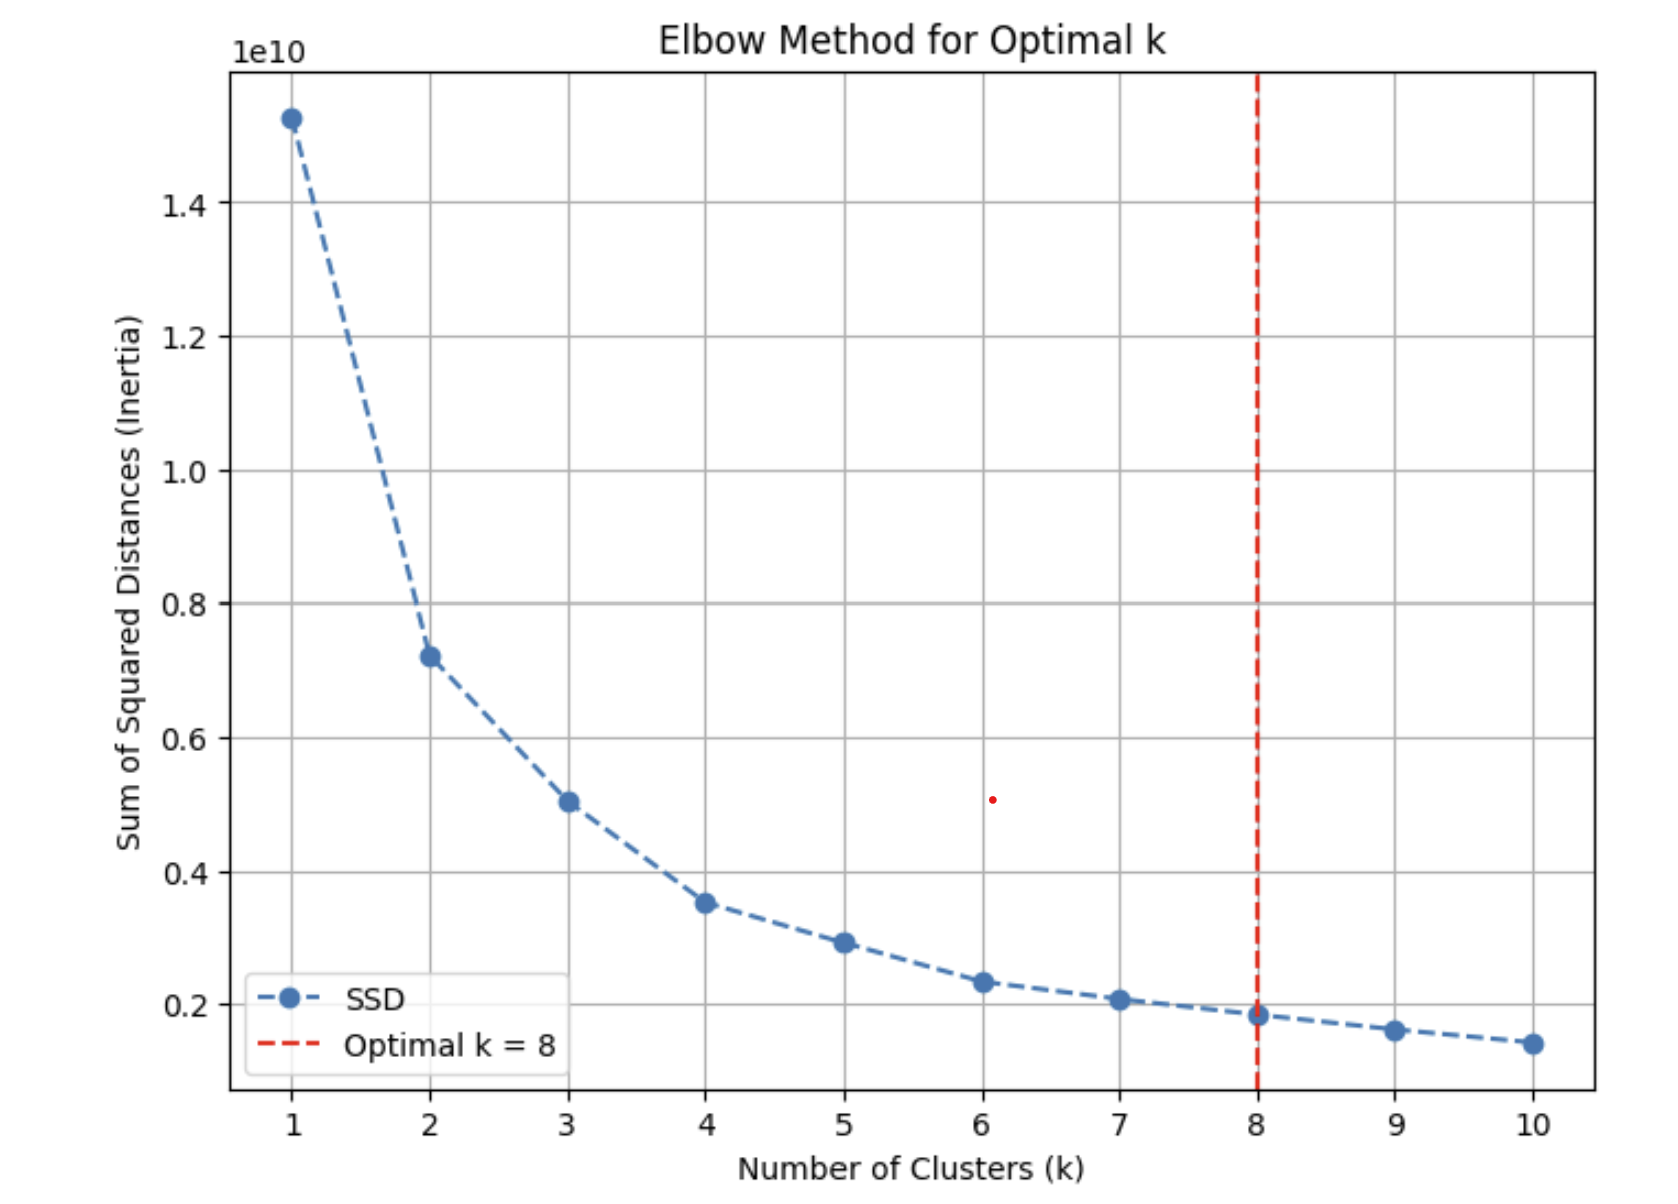 Elbow Method for Optimal k
1e10
1.4
1.2
1.0
0.8
0.6
0.4
0.2
Sum of Squared Distances (Inertia)
SSD
Optimal k = 8
1 2 3 4 5 6 7 8 9 10
Number of Clusters (k)